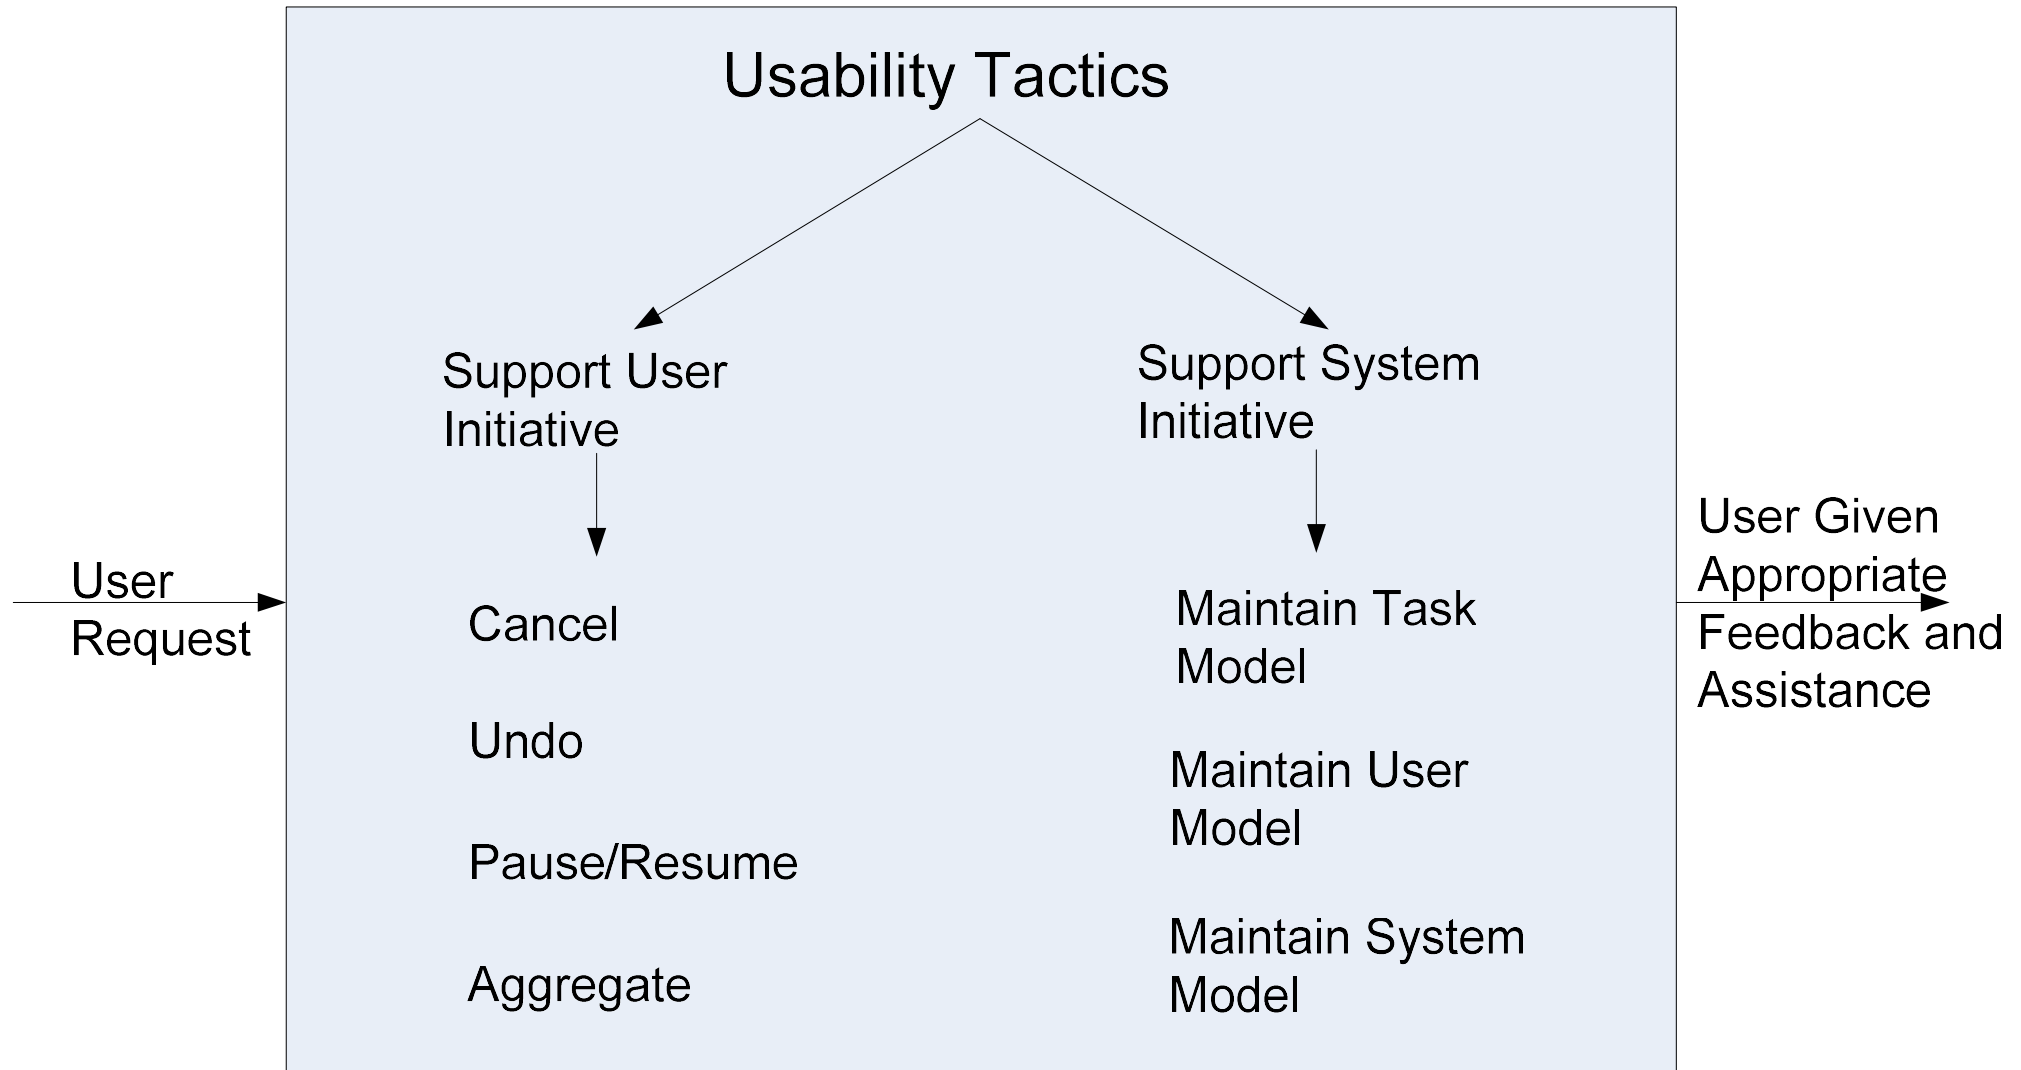 Usability Tactics
Support User
Initiative
Cancel
Undo
Pause/Resume
Aggregate
Support System
Initiative
Maintain Task
Model
Maintain User
Model
Maintain System
Model
User
Request
User Given
Appropriate
Feedback and
Assistance